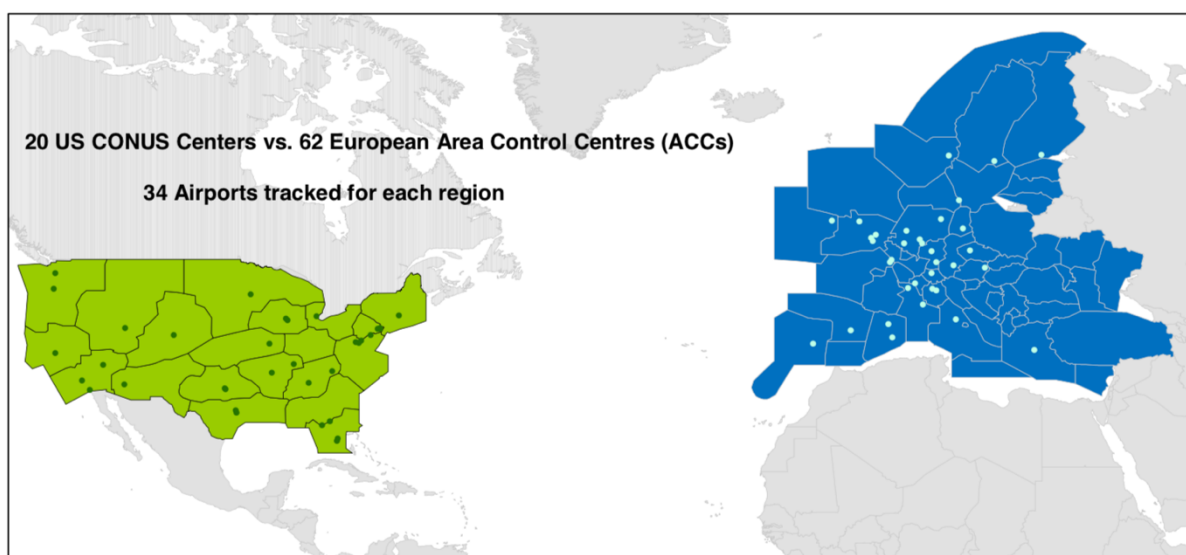 20 US CONUS Centers vs. 62 European Area Control Centres (ACCs)
34 Airports tracked for each region